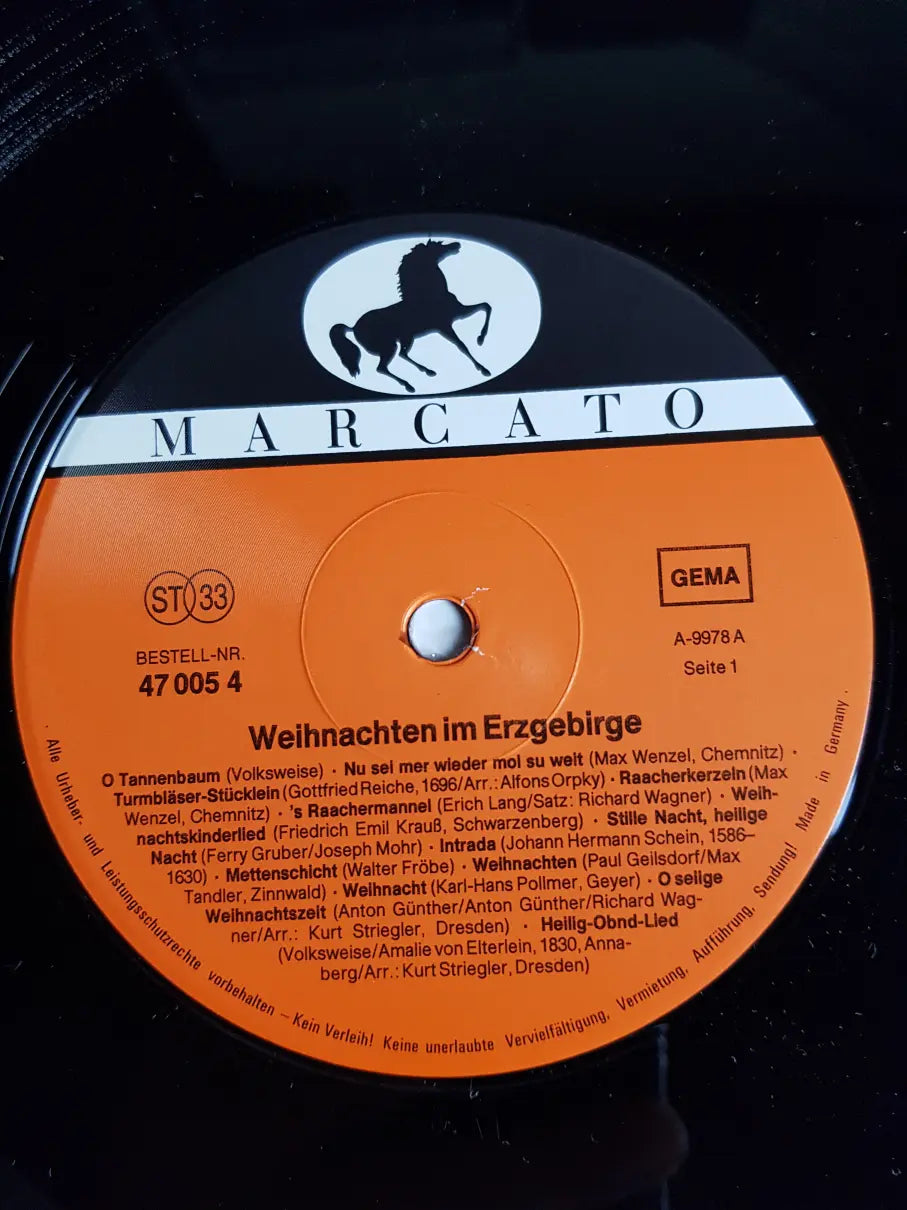 MARCATO
ST 33
GEMA
BESTELL-NR.
47 005 4
A-9978 A
Seite 1
Weihnachten im Erzgebirge
O Tannenbaum (Volksweise) · Nu sei mer wieder mol su weit (Max Wenzel, Chemnitz) ·
Turmbläser-Stücklein (Gottfried Reiche, 1696/Arr.: Alfons Orpky) · Raacherkerzeln (Max
Wenzel, Chemnitz) · 's Raachermannel (Erich Lang/Satz: Richard Wagner) · Weih-
nachtskinderlied (Friedrich Emil Krauß, Schwarzenberg) · Stille Nacht, heilige
Nacht (Ferry Gruber/Joseph Mohr) · Intrada (Johann Hermann Schein, 1586–
1630) · Mettenschicht (Walter Fröbe) · Weihnachten (Paul Geilsdorf/Max
Tandler, Zinnwald) · Weihnacht (Karl-Hans Pollmer, Geyer) · O selige
Weihnachtszeit (Anton Günther/Anton Günther/Richard Wag-
ner/Arr.: Kurt Striegler, Dresden) · Heilig-Obnd-Lied
(Volksweise/Amalie von Elterlein, 1830, Anna-
berg/Arr.: Kurt Striegler, Dresden)
Alle Urheber- und Leistungsschutzrechte vorbehalten – Kein Verleih! Keine unerlaubte Vervielfältigung, Vermietung, Aufführung, Sendung! Made in Germany.